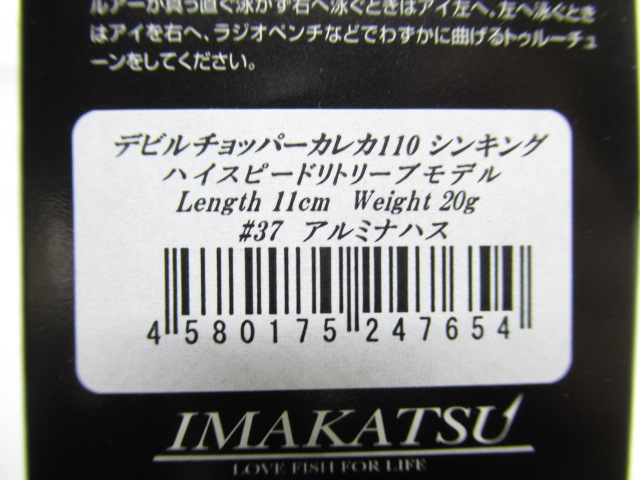 ルアーが真っ直ぐ泳がず右へ泳ぐときはアイ左へ。左へ泳ぐとき
はアイを右へ、ラジオペンチなどでわずかに曲げるトゥルーチュ
ーンをしてください。
デビルチョッパーカレカ110 シンキング
ハイスピードリトリーブモデル
Length 11cm Weight 20g
#37 アルミナハス
4 580175 247654
IMAKATSU
LOVE FISH FOR LIFE